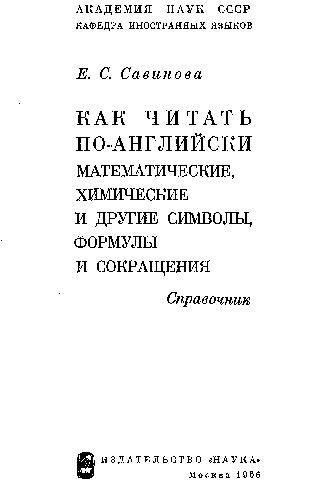 АКАДЕМИЯ НАУК СССР
КАФЕДРА ИНОСТРАННЫХ ЯЗЫКОВ
Е. С. Савинова
КАК ЧИТАТЬ
ПО-АНГЛИЙСКИ
МАТЕМАТИЧЕСКИЕ,
ХИМИЧЕСКИЕ
И ДРУГИЕ СИМВОЛЫ,
ФОРМУЛЫ
И СОКРАЩЕНИЯ
Справочник
ИЗДАТЕЛЬСТВО «НАУКА»
Москва 1966